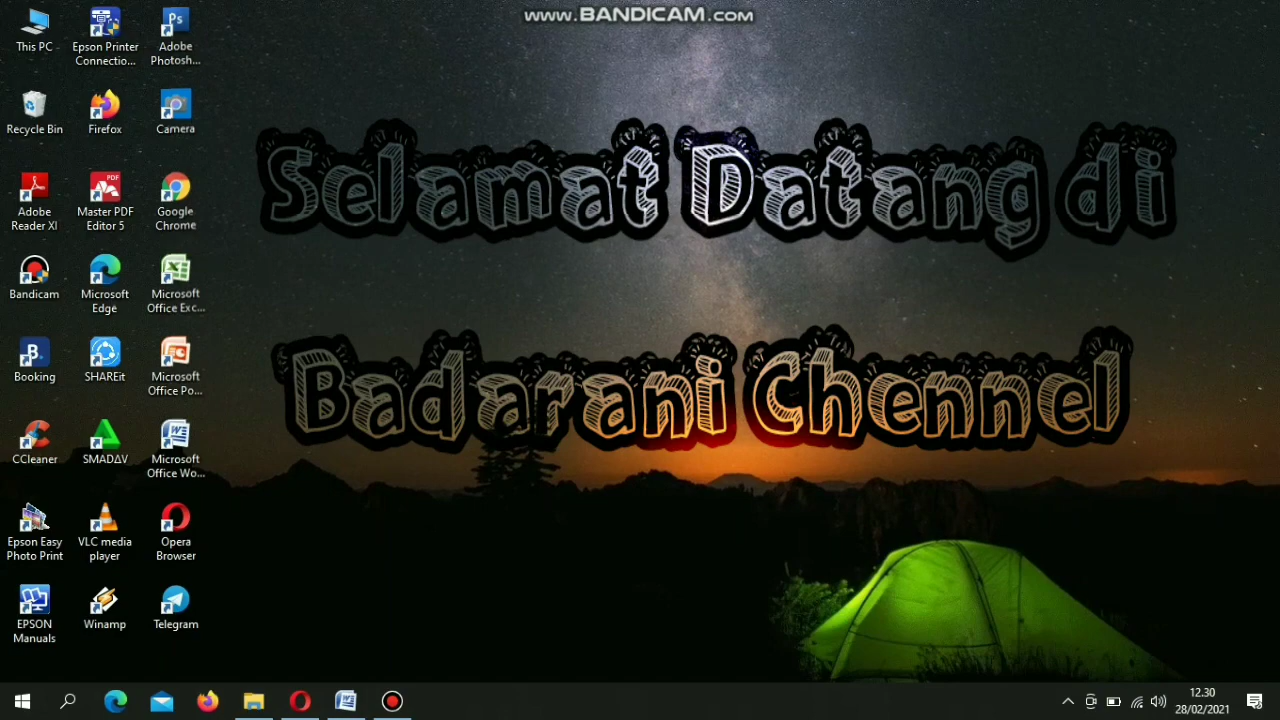 www.BANDICAM.com
Selamat Datang di
Badarani Chennel
This PC
Epson Printer
Connectio...
Adobe
Photosh...
Recycle Bin
Firefox
Camera
Adobe
Reader XI
Master PDF
Editor 5
Google
Chrome
Bandicam
Microsoft
Edge
Microsoft
Office Exc...
Booking
SHAREit
Microsoft
Office Po...
CCleaner
SMADΔV
Microsoft
Office Wo...
Epson Easy
Photo Print
VLC media
player
Opera
Browser
EPSON
Manuals
Winamp
Telegram
12.30
28/02/2021